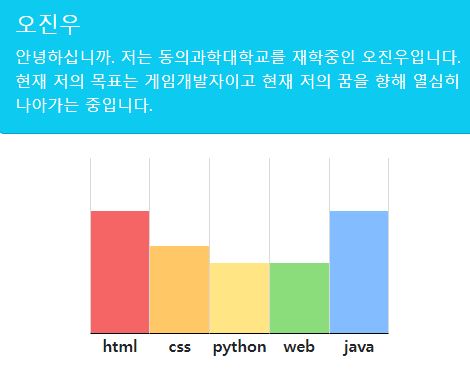 오진우
안녕하십니까. 저는 동의과학대학교를 재학중인 오진우입니다.
현재 저의 목표는 게임개발자이고 현재 저의 꿈을 향해 열심히
나아가는 중입니다.
html css python web java